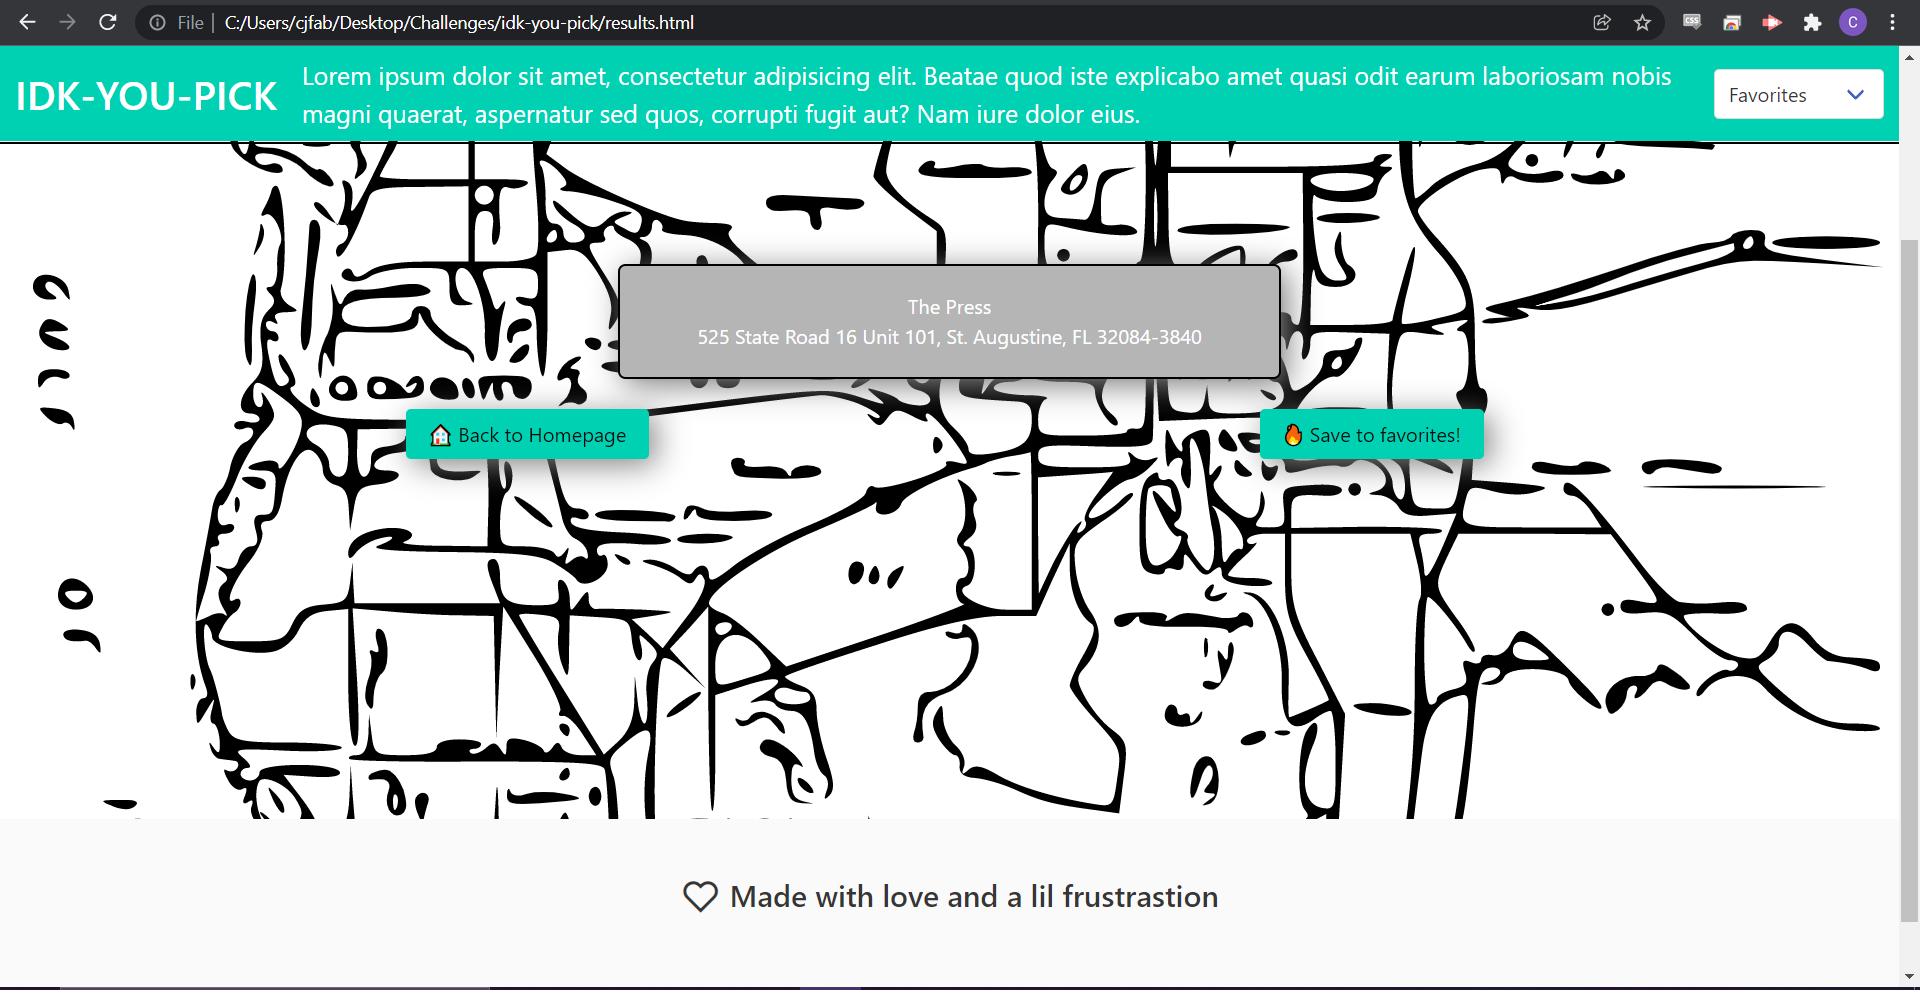 File
C:/Users/cjfab/Desktop/Challenges/idk-you-pick/results.html
CSS
C
IDK-YOU-PICK
Lorem ipsum dolor sit amet, consectetur adipisicing elit. Beatae quod iste explicabo amet quasi odit earum laboriosam nobis
magni quaerat, aspernatur sed quos, corrupti fugit aut? Nam iure dolor eius.
Favorites
The Press
525 State Road 16 Unit 101, St. Augustine, FL 32084-3840
Back to Homepage
Save to favorites!
Made with love and a lil frustrastion